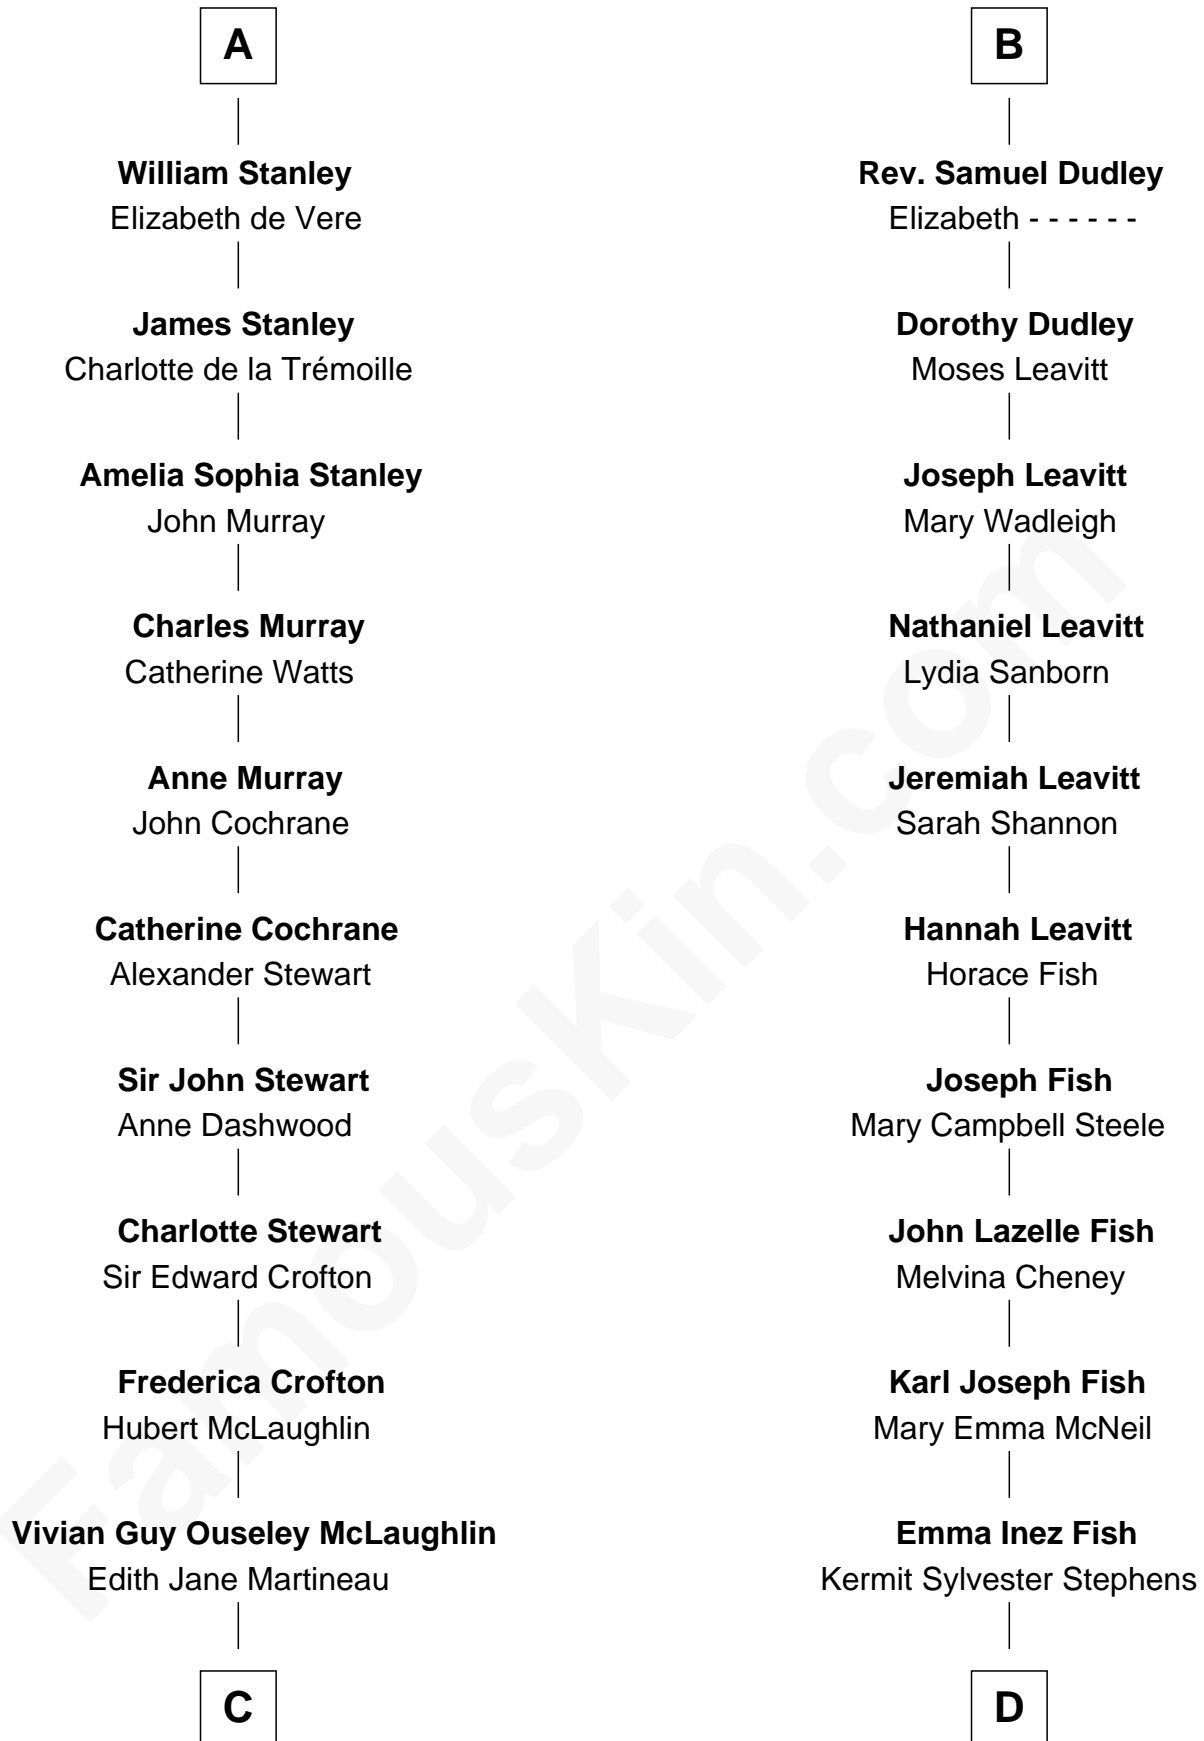 A
William Stanley
Elizabeth de Vere
James Stanley
Charlotte de la Trémoille
Amelia Sophia Stanley
John Murray
Charles Murray
Catherine Watts
Anne Murray
John Cochrane
Catherine Cochrane
Alexander Stewart
Sir John Stewart
Anne Dashwood
Charlotte Stewart
Sir Edward Crofton
Frederica Crofton
Hubert McLaughlin
Vivian Guy Ouseley McLaughlin
Edith Jane Martineau
C
B
Rev. Samuel Dudley
Elizabeth - - - - - -
Dorothy Dudley
Moses Leavitt
Joseph Leavitt
Mary Wadleigh
Nathaniel Leavitt
Lydia Sanborn
Jeremiah Leavitt
Sarah Shannon
Hannah Leavitt
Horace Fish
Joseph Fish
Mary Campbell Steele
John Lazelle Fish
Melvina Cheney
Karl Joseph Fish
Mary Emma McNeil
Emma Inez Fish
Kermit Sylvester Stephens
D
FamousKin.com